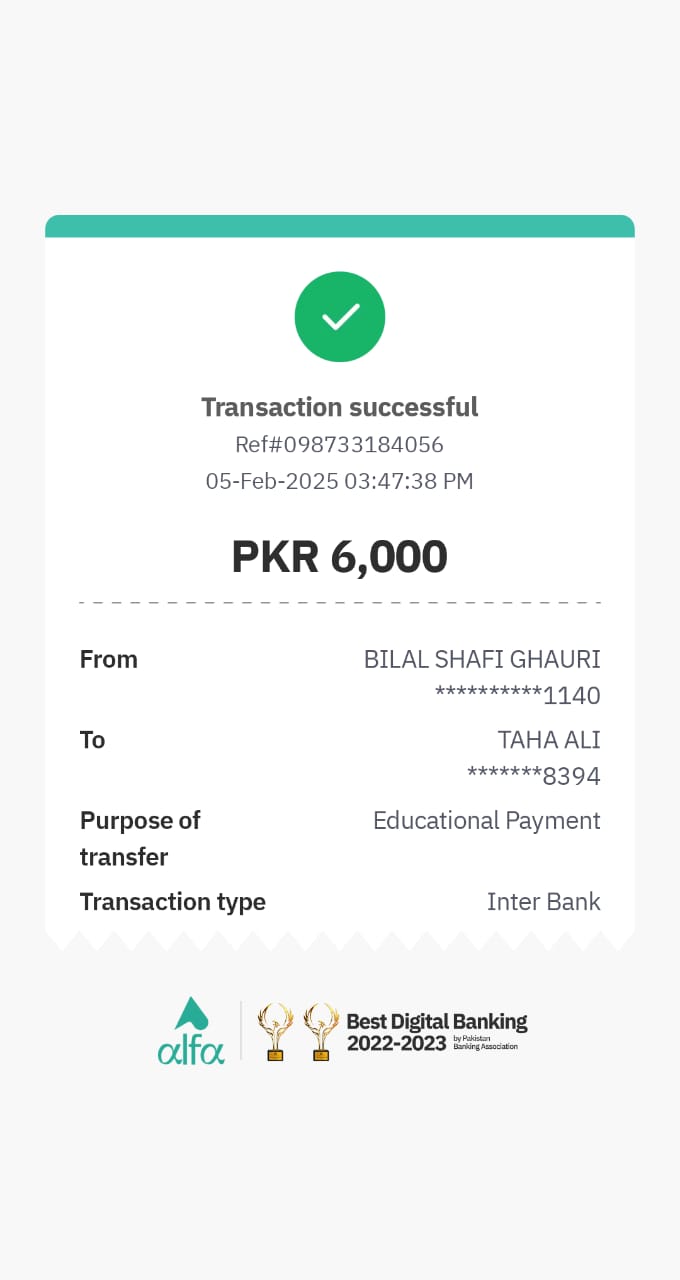 Transaction successful
Ref#098733184056
05-Feb-2025 03:47:38 PM
PKR 6,000
From BILAL SHAFI GHAURI
**********1140
To TAHA ALI
*******8394
Purpose of transfer Educational Payment
Transaction type Inter Bank
alfa
Best Digital Banking
2022-2023 by Pakistan
Banking Association